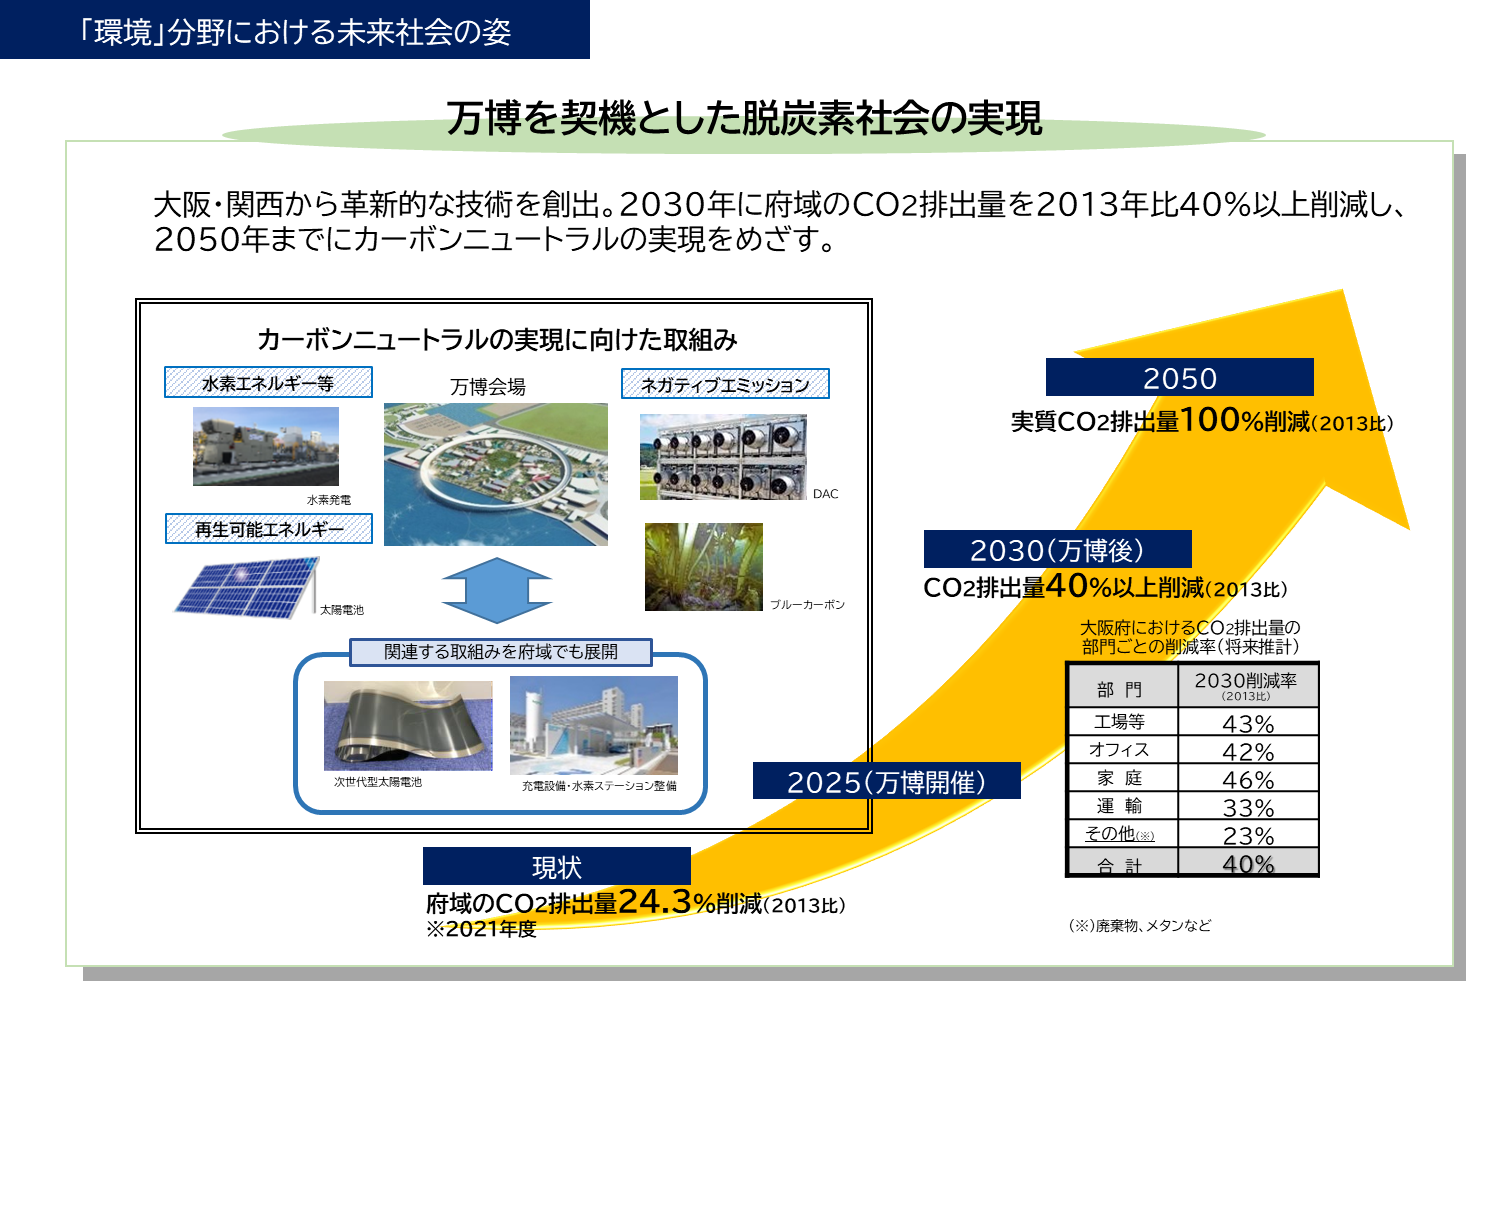 「環境」分野における未来社会の姿
万博を契機とした脱炭素社会の実現
大阪・関西から革新的な技術を創出。2030年に府域のCO2排出量を2013年比40%以上削減し、
2050年までにカーボンニュートラルの実現をめざす。
カーボンニュートラルの実現に向けた取組み
水素エネルギー等
万博会場
ネガティブエミッション
水素発電
DAC
再生可能エネルギー
太陽電池
ブルーカーボン
関連する取組みを府域でも展開
次世代型太陽電池
充電設備・水素ステーション整備
2050
実質CO2排出量100%削減(2013比)
2030(万博後)
CO2排出量40%以上削減(2013比)
2025(万博開催)
現状
府域のCO2排出量24.3%削減(2013比)
※2021年度
大阪府におけるCO2排出量の
部門ごとの削減率(将来推計)
部 門 2030削減率
(2013比)
工場等 43%
オフィス 42%
家 庭 46%
運 輸 33%
その他(※) 23%
合 計 40%
(※)廃棄物、メタンなど